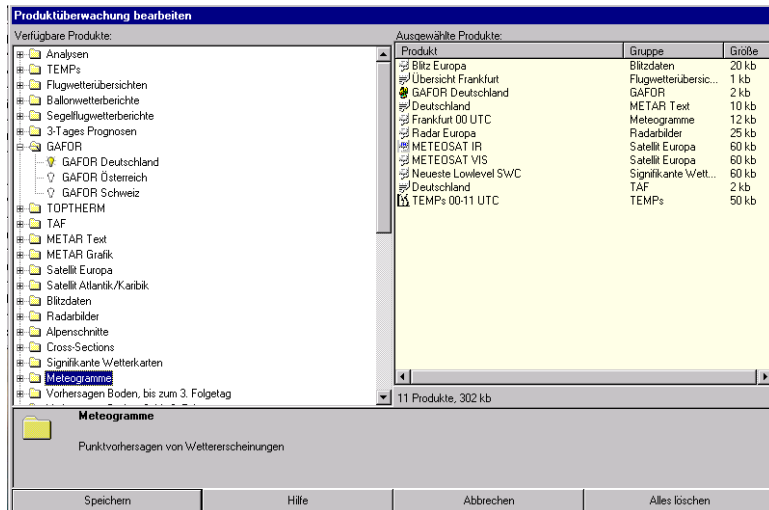 Produktüberwachung bearbeiten
Verfügbare Produkte:
Analysen
TEMPs
Flugwetterübersichten
Ballonwetterberichte
Segelflugwetterberichte
3-Tages Prognosen
GAFOR
GAFOR Deutschland
GAFOR Österreich
GAFOR Schweiz
TOPTHERM
TAF
METAR Text
METAR Grafik
Satellit Europa
Satellit Atlantik/Karibik
Blitzdaten
Radarbilder
Alpenschnitte
Cross-Sections
Signifikante Wetterkarten
Meteogramme
Vorhersagen Boden, bis zum 3. Folgetag
Ausgewählte Produkte:
Produkt Gruppe Größe
Blitz Europa Blitzdaten 20 kb
Übersicht Frankfurt Flugwetterübersic... 1 kb
GAFOR Deutschland GAFOR 2 kb
Deutschland METAR Text 10 kb
Frankfurt 00 UTC Meteogramme 12 kb
Radar Europa Radarbilder 25 kb
METEOSAT IR Satellit Europa 60 kb
METEOSAT VIS Satellit Europa 60 kb
Neueste Lowlevel SWC Signifikante Wett... 60 kb
Deutschland TAF 2 kb
TEMPs 00-11 UTC TEMPs 50 kb
11 Produkte, 302 kb
Meteogramme
Punktvorhersagen von Wettererscheinungen
Speichern Hilfe Abbrechen Alles löschen